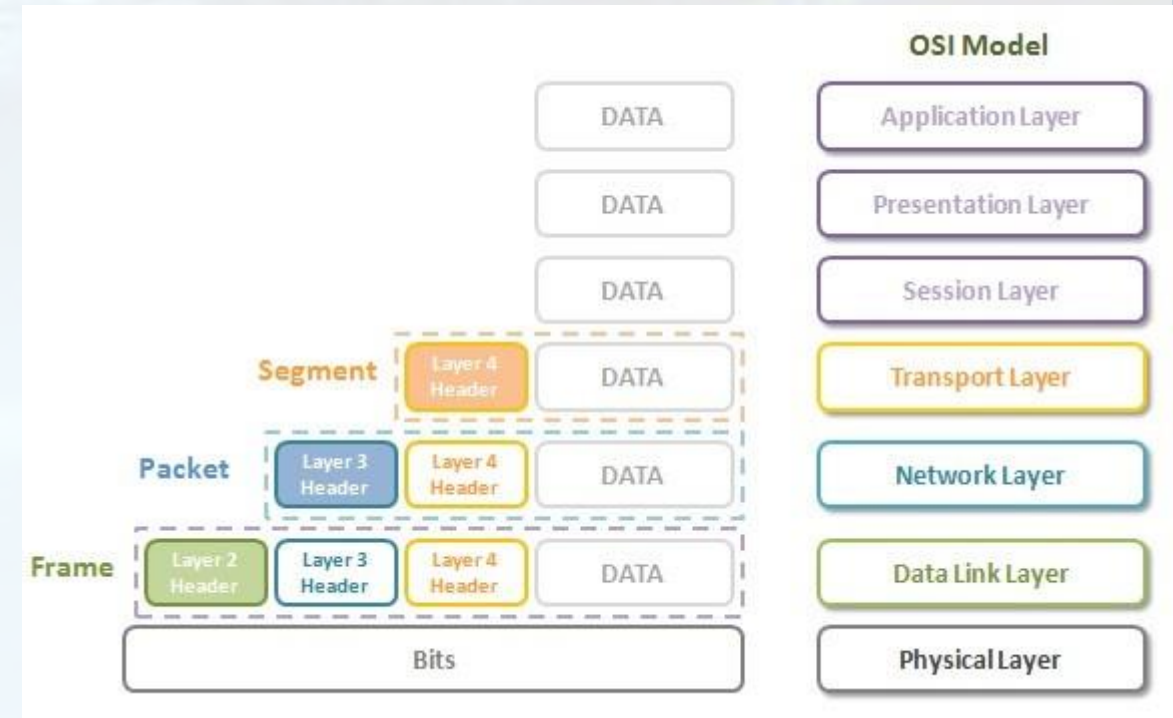 OSI Model
DATA
Application Layer
DATA
Presentation Layer
DATA
Session Layer
Segment
Layer 4
Header
DATA
Transport Layer
Packet
Layer 3
Header
Layer 4
Header
DATA
Network Layer
Frame
Layer 2
Header
Layer 3
Header
Layer 4
Header
DATA
Data Link Layer
Bits
Physical Layer